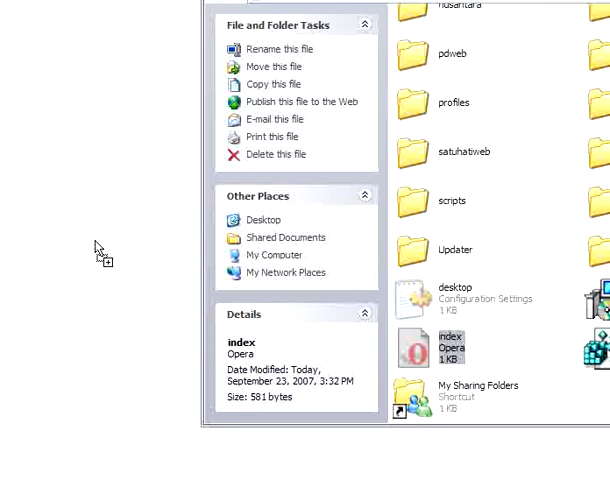 File and Folder Tasks
Rename this file
Move this file
Copy this file
Publish this file to the Web
E-mail this file
Print this file
Delete this file
Other Places
Desktop
Shared Documents
My Computer
My Network Places
Details
index
Opera
Date Modified: Today,
September 23, 2007, 3:32 PM
Size: 581 bytes
nusantara
pdweb
profiles
satuhatiweb
scripts
Updater
desktop
Configuration Settings
1 KB
index
Opera
1 KB
My Sharing Folders
Shortcut
1 KB